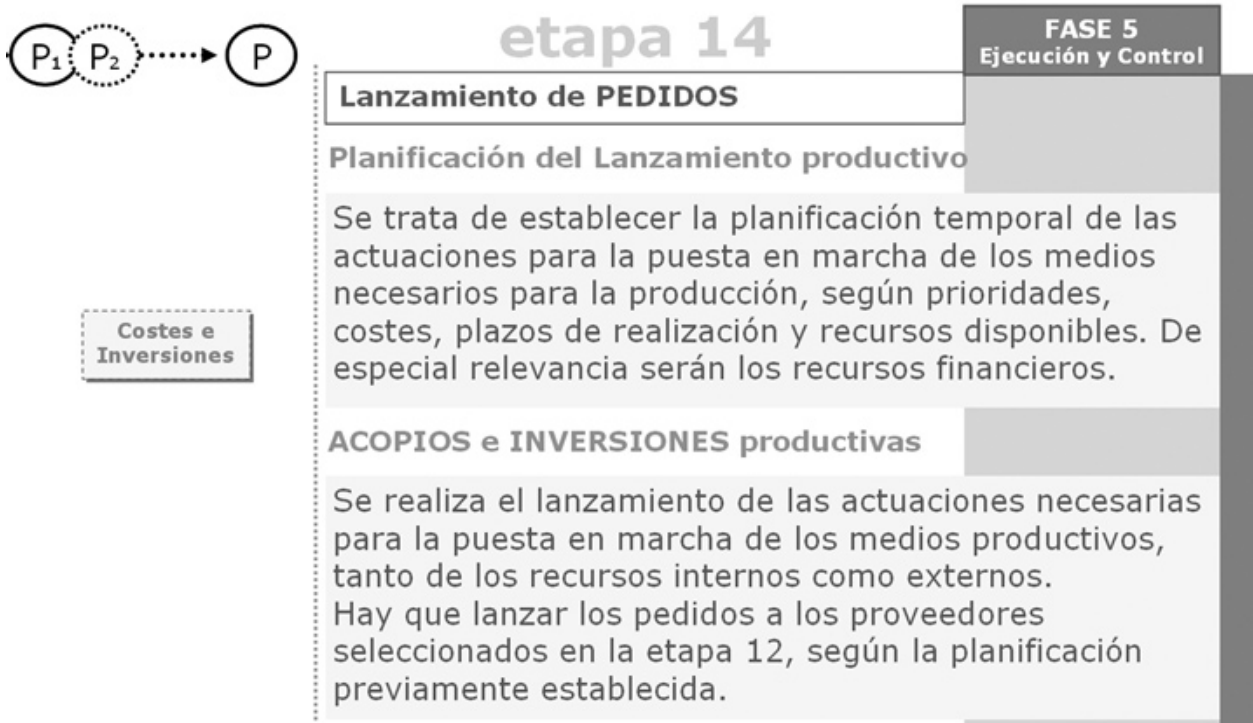 P₁ P₂ P
etapa 14
FASE 5
Ejecución y Control
Lanzamiento de PEDIDOS
Planificación del Lanzamiento productivo
Se trata de establecer la planificación temporal de las
actuaciones para la puesta en marcha de los medios
necesarios para la producción, según prioridades,
costes, plazos de realización y recursos disponibles. De
especial relevancia serán los recursos financieros.
Costes e
Inversiones
ACOPIOS e INVERSIONES productivas
Se realiza el lanzamiento de las actuaciones necesarias
para la puesta en marcha de los medios productivos,
tanto de los recursos internos como externos.
Hay que lanzar los pedidos a los proveedores
seleccionados en la etapa 12, según la planificación
previamente establecida.